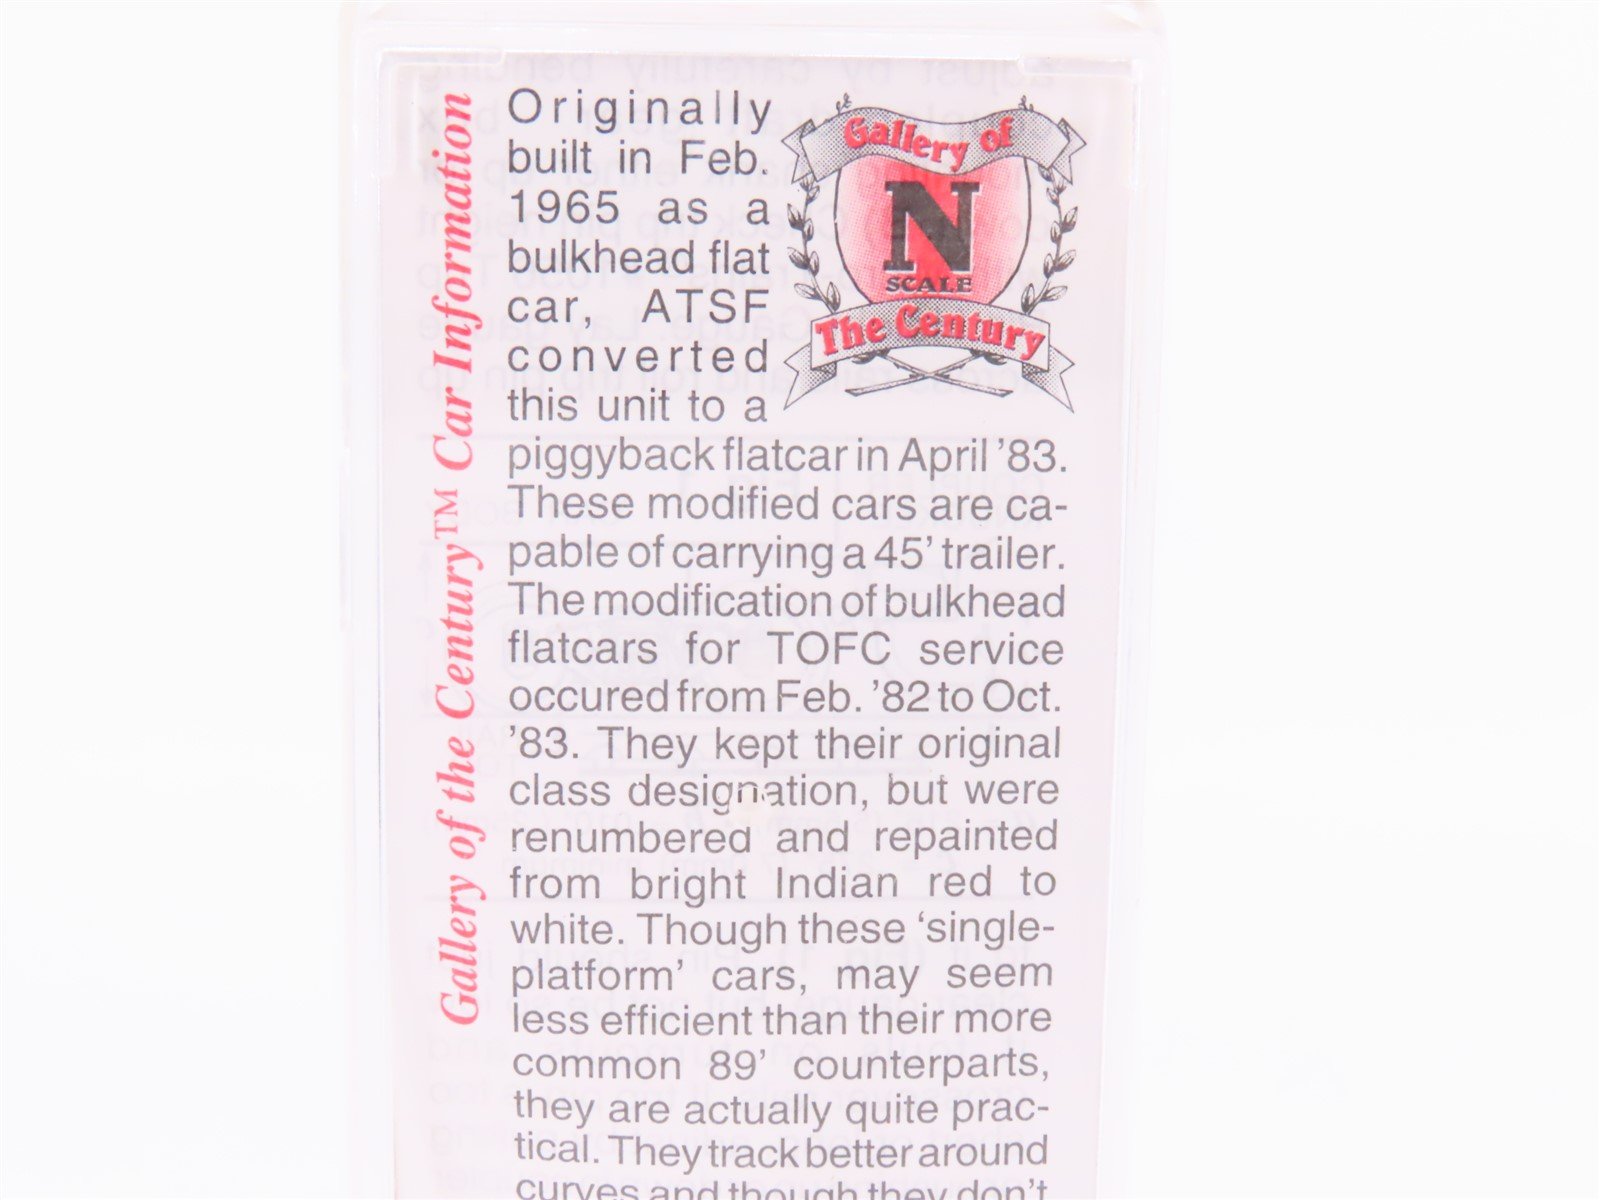 Gallery of the Century™ Car Information
Gallery of
N
SCALE
The Century
Originally
built in Feb.
1965 as a
bulkhead flat
car, ATSF
converted
this unit to a
piggyback flatcar in April ’83.
These modified cars are ca-
pable of carrying a 45’ trailer.
The modification of bulkhead
flatcars for TOFC service
occured from Feb. ’82 to Oct.
’83. They kept their original
class designation, but were
renumbered and repainted
from bright Indian red to
white. Though these ‘single-
platform’ cars, may seem
less efficient than their more
common 89’ counterparts,
they are actually quite prac-
tical. They track better around
curves and though they don’t